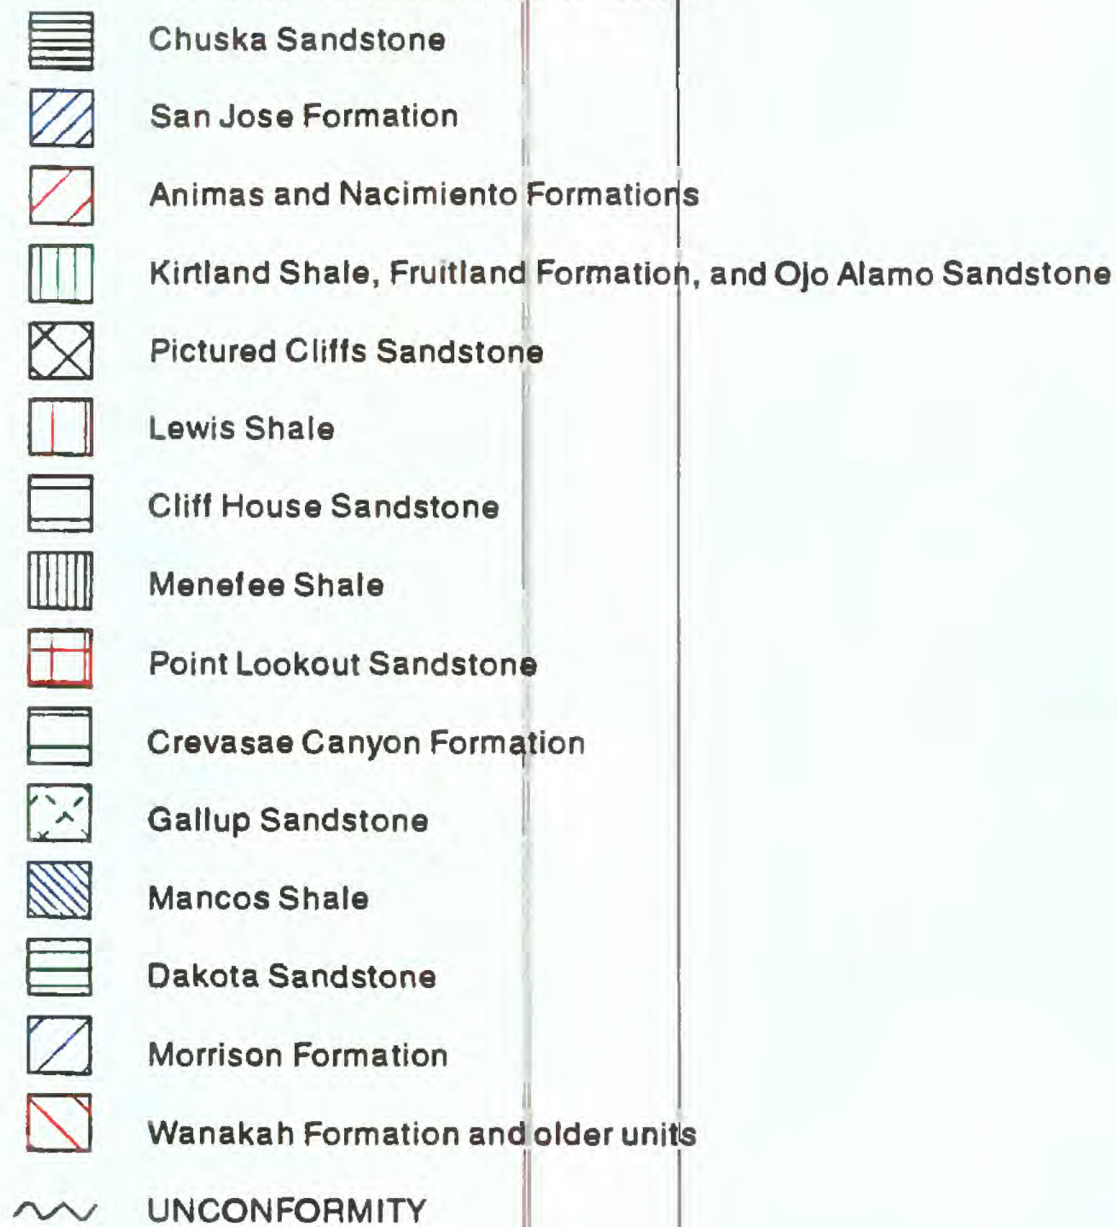 Chuska Sandstone
San Jose Formation
Animas and Nacimiento Formations
Kirtland Shale, Fruitland Formation, and Ojo Alamo Sandstone
Pictured Cliffs Sandstone
Lewis Shale
Cliff House Sandstone
Menefee Shale
Point Lookout Sandstone
Crevasae Canyon Formation
Gallup Sandstone
Mancos Shale
Dakota Sandstone
Morrison Formation
Wanakah Formation and older units
UNCONFORMITY